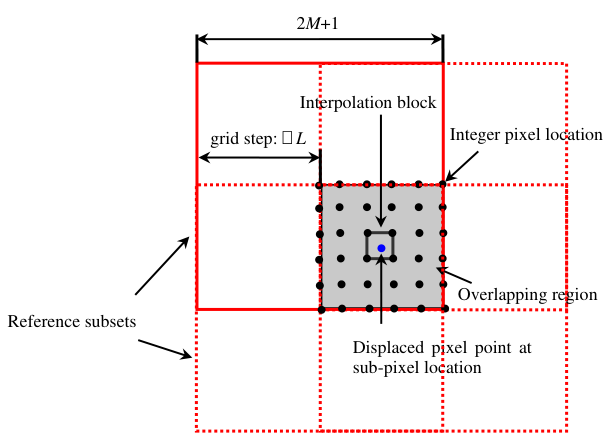 2M+1
Interpolation block
Integer pixel location
grid step: □ L
Overlapping region
Reference subsets
Displaced pixel point at
sub-pixel location